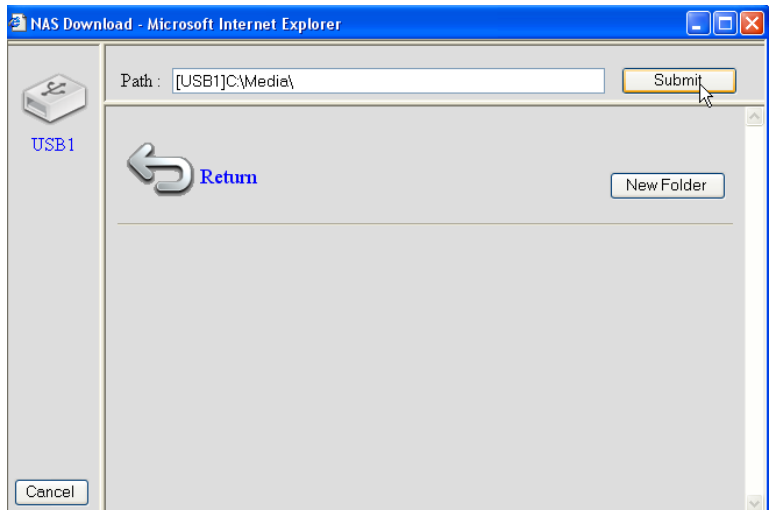 NAS Download - Microsoft Internet Explorer
Path : [USB1]C:\Media\ Submit
USB1
Return
New Folder
Cancel